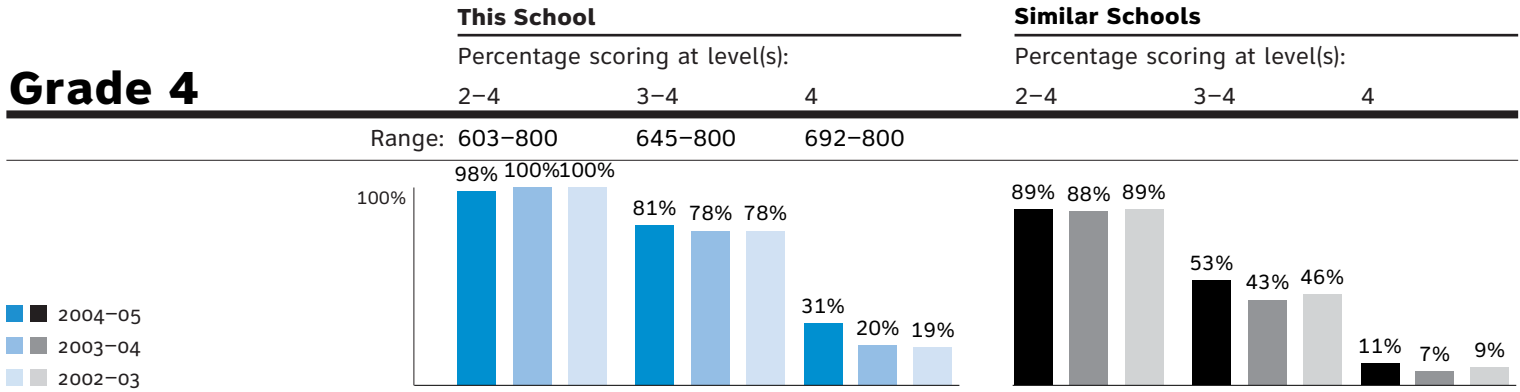 This School Similar Schools
Percentage scoring at level(s): Percentage scoring at level(s):
Grade 4 2–4 3–4 4 2–4 3–4 4
Range: 603–800 645–800 692–800
98% 100% 100% 81% 78% 78% 31% 20% 19% 89% 88% 89% 53% 43% 46% 11% 7% 9%
100%
2004–05
2003–04
2002–03